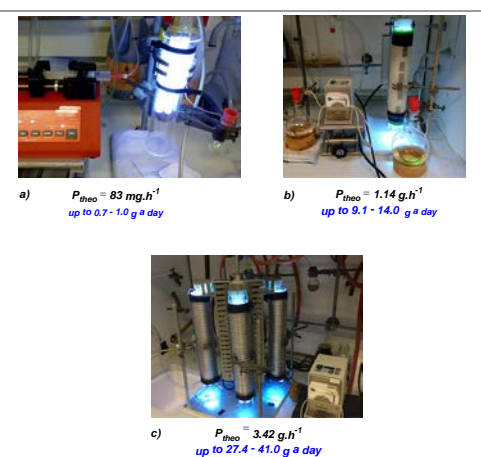 a) Ptheo = 83 mg.h-1
up to 0.7 - 1.0 g a day
b) Ptheo = 1.14 g.h-1
up to 9.1 - 14.0 g a day
c) Ptheo = 3.42 g.h-1
up to 27.4 - 41.0 g a day